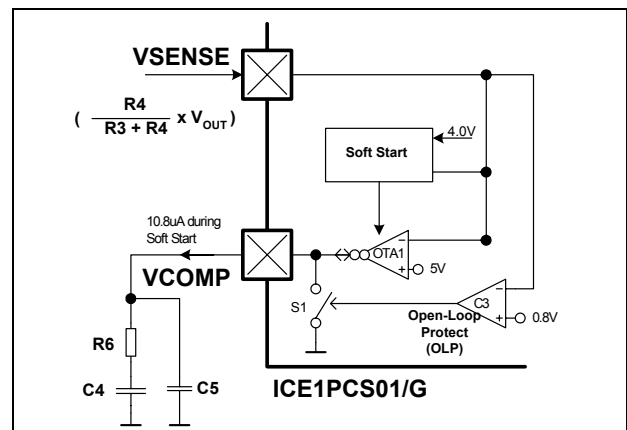 VSENSE
( R4
R3 + R4 x VOUT )
4.0V
Soft Start
10.8uA during
Soft Start
OTA1
−
+
5V
VCOMP
S1
C3
−
+
0.8V
Open-Loop
Protect
(OLP)
R6
C4
C5
ICE1PCS01/G